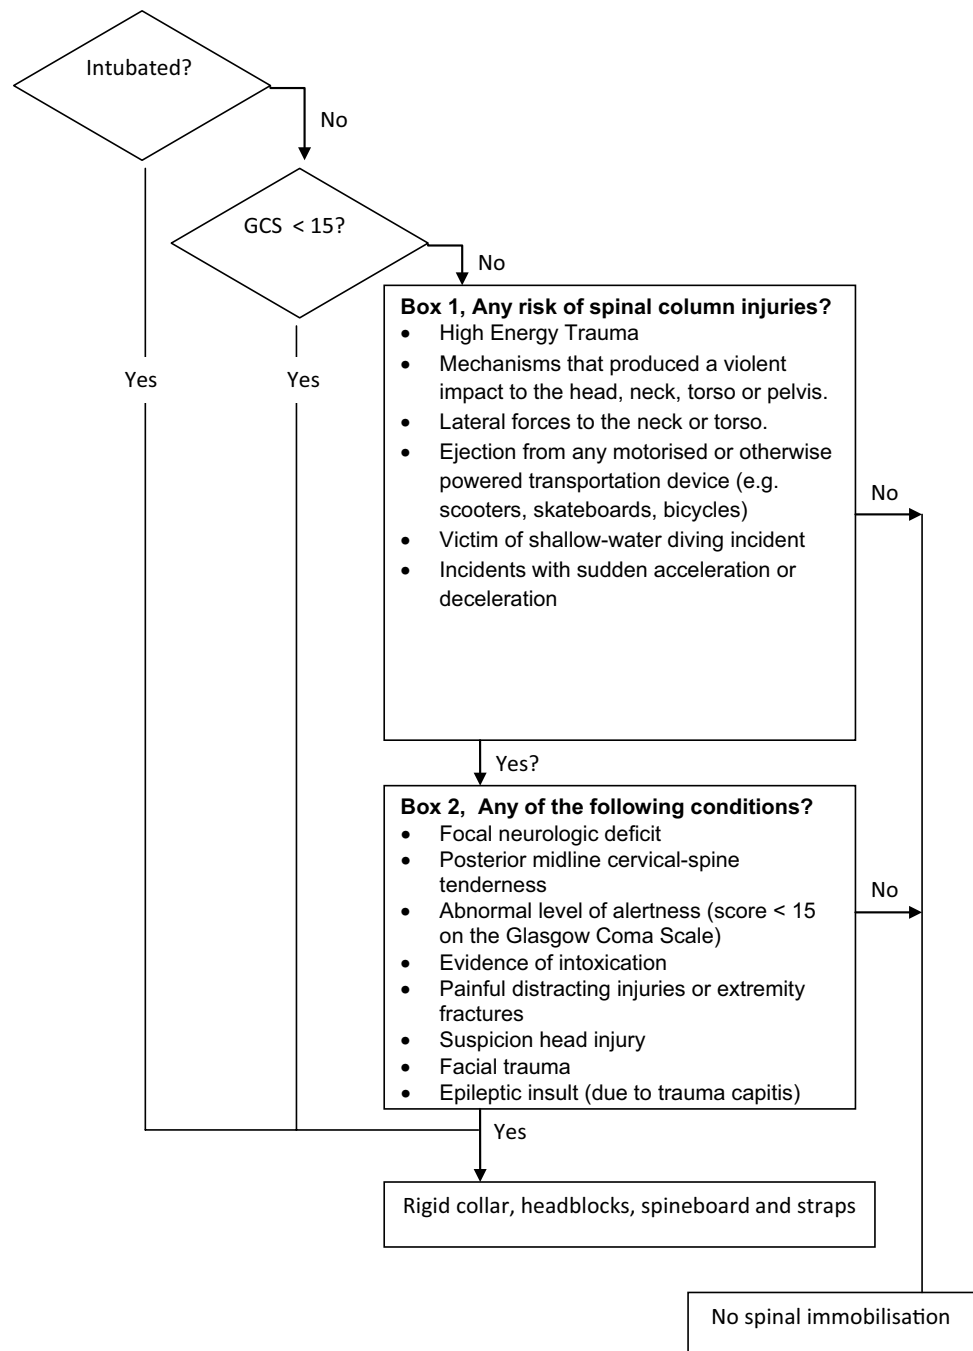 Intubated?
No
GCS < 15?
No
Box 1, Any risk of spinal column injuries?
• High Energy Trauma
• Mechanisms that produced a violent
impact to the head, neck, torso or pelvis.
• Lateral forces to the neck or torso.
• Ejection from any motorised or otherwise
powered transportation device (e.g.
scooters, skateboards, bicycles)
• Victim of shallow-water diving incident
• Incidents with sudden acceleration or
deceleration
Yes
Yes
No
Yes?
Box 2, Any of the following conditions?
• Focal neurologic deficit
• Posterior midline cervical-spine
tenderness
• Abnormal level of alertness (score < 15
on the Glasgow Coma Scale)
• Evidence of intoxication
• Painful distracting injuries or extremity
fractures
• Suspicion head injury
• Facial trauma
• Epileptic insult (due to trauma capitis)
No
Yes
Rigid collar, headblocks, spineboard and straps
No spinal immobilisation